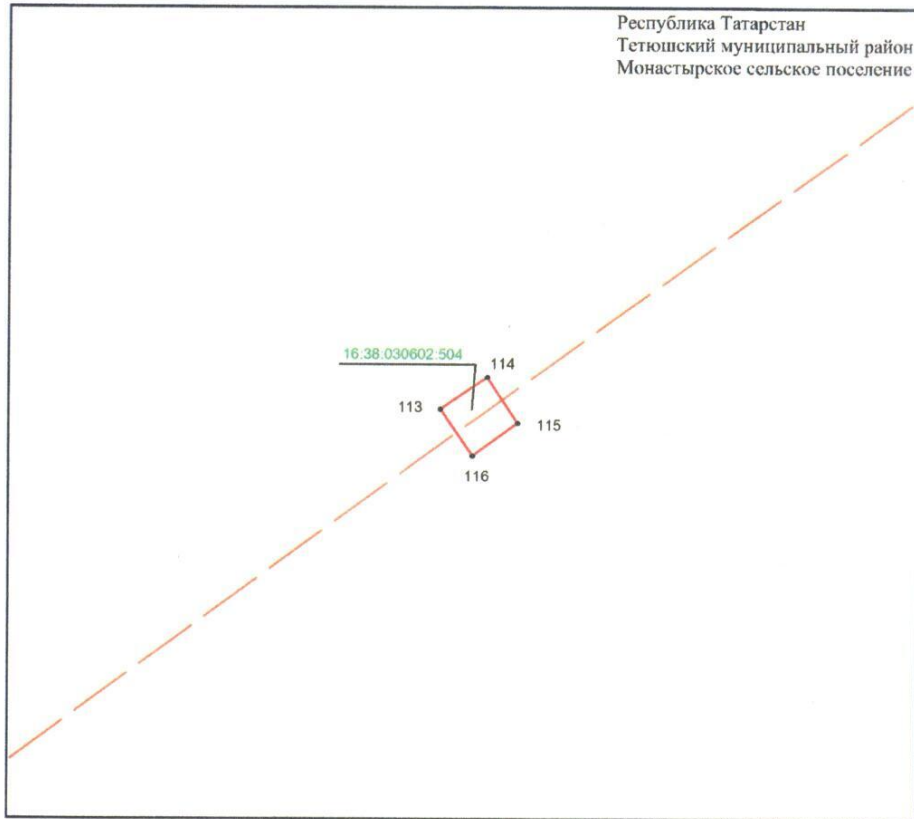 Республика Татарстан
Тетюшский муниципальный район
Монастырское сельское поселение
16:38:030602:504
114
113
115
116